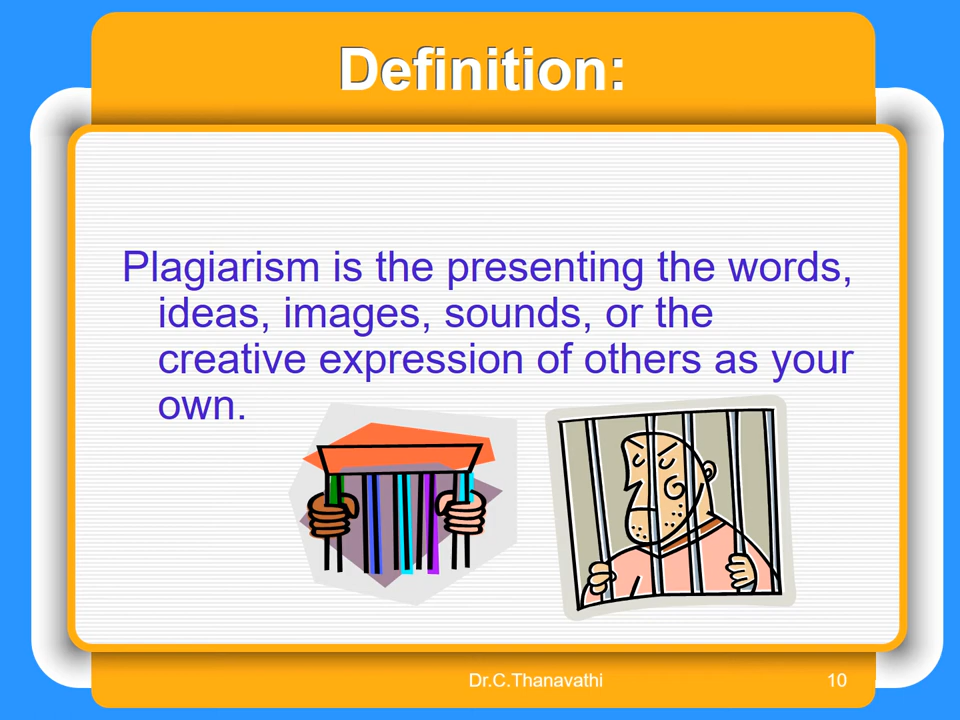 Definition:
Plagiarism is the presenting the words,
ideas, images, sounds, or the
creative expression of others as your
own.
Dr.C.Thanavathi
10